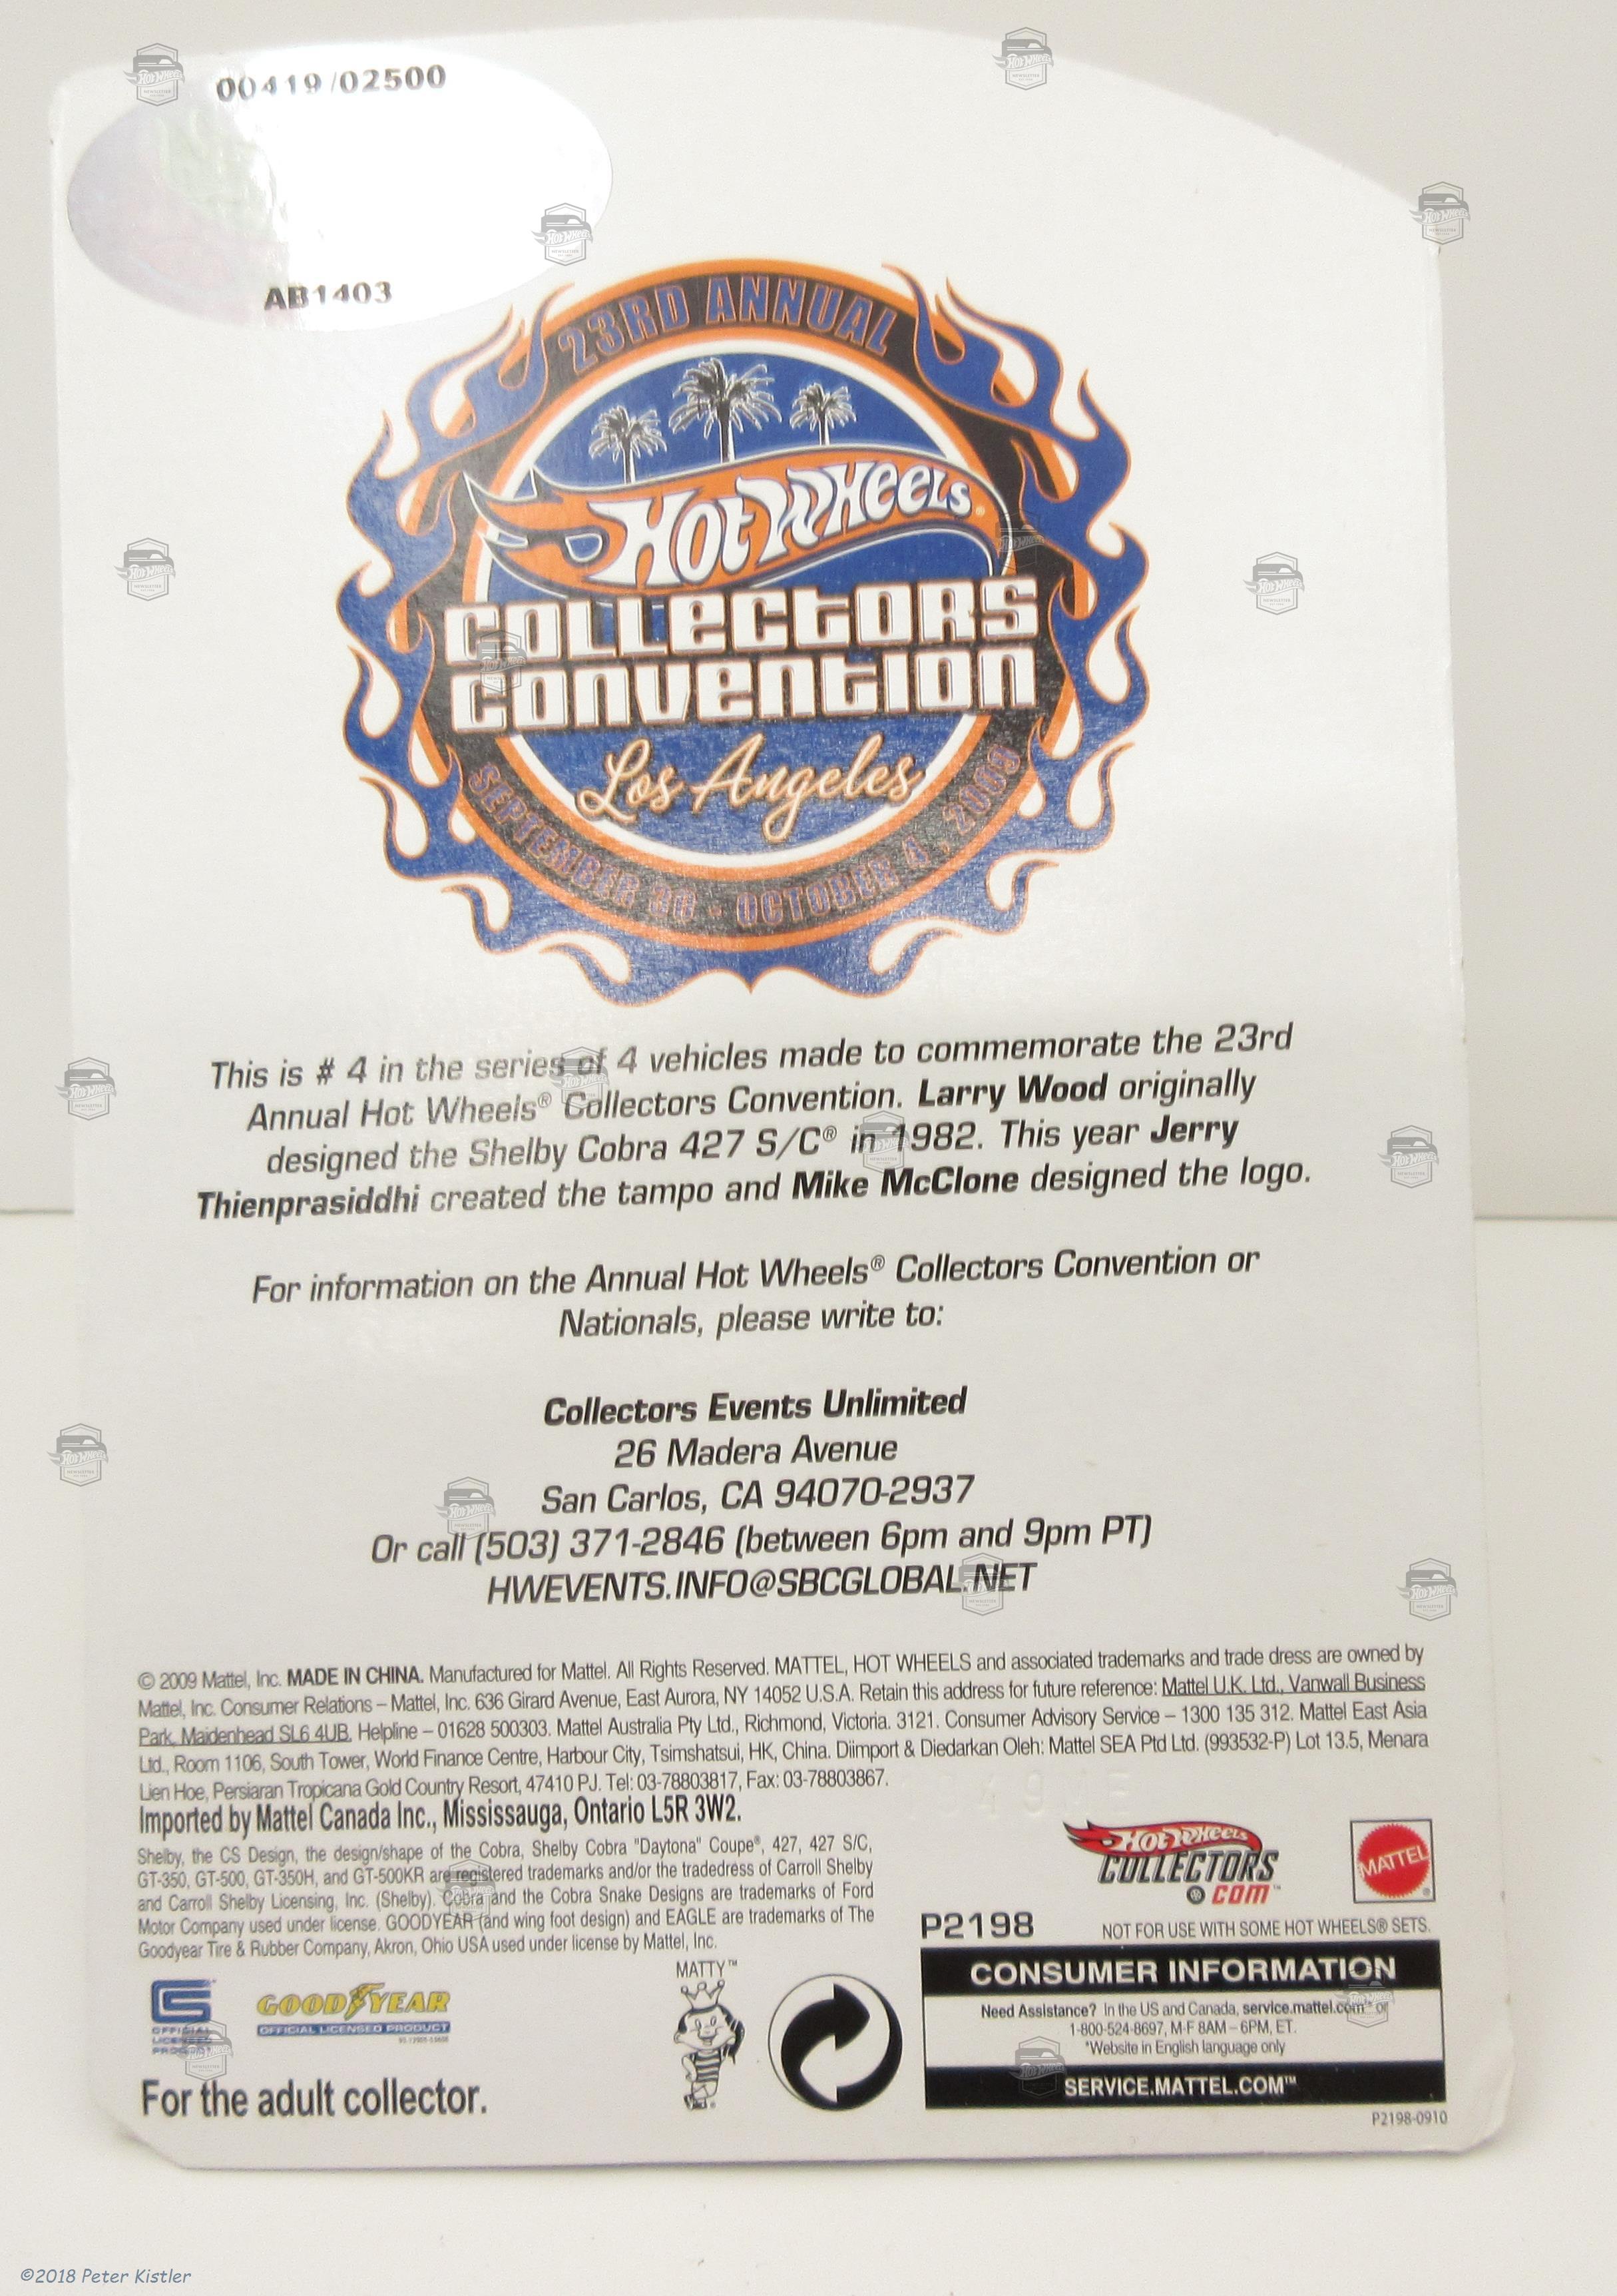 00419/02500
AB1403
23RD ANNUAL
Hot Wheels®
COLLECTORS
CONVENTION
Los Angeles
SEPTEMBER 30 - OCTOBER 4, 2009
This is # 4 in the series of 4 vehicles made to commemorate the 23rd
Annual Hot Wheels® Collectors Convention. Larry Wood originally
designed the Shelby Cobra 427 S/C® in 1982. This year Jerry
Thienprasiddhi created the tampo and Mike McClone designed the logo.
For information on the Annual Hot Wheels® Collectors Convention or
Nationals, please write to:
Collectors Events Unlimited
26 Madera Avenue
San Carlos, CA 94070-2937
Or call (503) 371-2846 (between 6pm and 9pm PT)
HWEVENTS.INFO@SBCGLOBAL.NET
© 2009 Mattel, Inc. MADE IN CHINA. Manufactured for Mattel. All Rights Reserved. MATTEL, HOT WHEELS and associated trademarks and trade dress are owned by
Mattel, Inc. Consumer Relations – Mattel, Inc. 636 Girard Avenue, East Aurora, NY 14052 U.S.A. Retain this address for future reference: Mattel U.K. Ltd., Vanwall Business
Park, Maidenhead SL6 4UB. Helpline – 01628 500303. Mattel Australia Pty Ltd., Richmond, Victoria. 3121. Consumer Advisory Service – 1300 135 312. Mattel East Asia
Ltd., Room 1106, South Tower, World Finance Centre, Harbour City, Tsimshatsui, HK, China. Diimport & Diedarkan Oleh: Mattel SEA Ptd Ltd. (993532-P) Lot 13.5, Menara
Lien Hoe, Persiaran Tropicana Gold Country Resort, 47410 PJ. Tel: 03-78803817, Fax: 03-78803867.
Imported by Mattel Canada Inc., Mississauga, Ontario L5R 3W2.
Shelby, the CS Design, the design/shape of the Cobra, Shelby Cobra "Daytona" Coupe®, 427, 427 S/C,
GT-350, GT-500, GT-350H, and GT-500KR are registered trademarks and/or the tradedress of Carroll Shelby
and Carroll Shelby Licensing, Inc. (Shelby). Cobra and the Cobra Snake Designs are trademarks of Ford
Motor Company used under license. GOODYEAR (and wing foot design) and EAGLE are trademarks of The
Goodyear Tire & Rubber Company, Akron, Ohio USA used under license by Mattel, Inc.
Hot Wheels
COLLECTORS
.com™
MATTEL®
P2198
NOT FOR USE WITH SOME HOT WHEELS® SETS.
CONSUMER INFORMATION
Need Assistance? In the US and Canada, service.mattel.com™ or
1-800-524-8697, M-F 8AM – 6PM, ET.
*Website in English language only
SERVICE.MATTEL.COM™
P2198-0910
MATTY™
CS
OFFICIAL
LICENSED
PRODUCT
GOODYEAR
OFFICIAL LICENSED PRODUCT
For the adult collector.
©2018 Peter Kistler